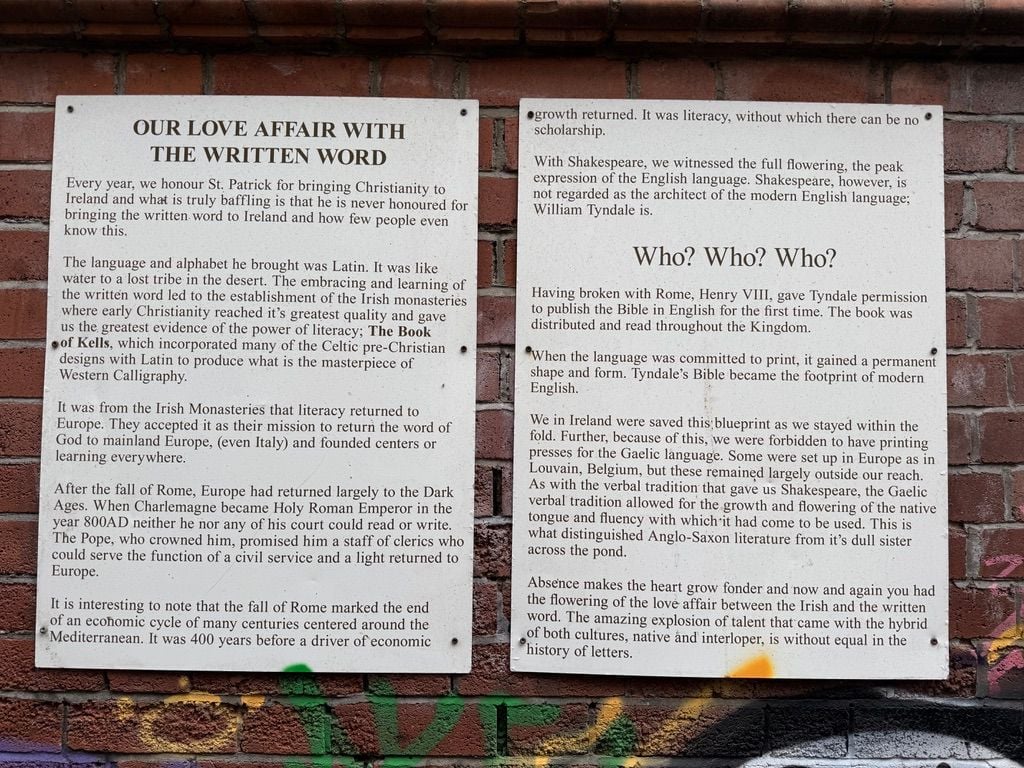 OUR LOVE AFFAIR WITH
THE WRITTEN WORD
Every year, we honour St. Patrick for bringing Christianity to
Ireland and what is truly baffling is that he is never honoured for
bringing the written word to Ireland and how few people even
know this.
The language and alphabet he brought was Latin. It was like
water to a lost tribe in the desert. The embracing and learning of
the written word led to the establishment of the Irish monasteries
where early Christianity reached it's greatest quality and gave
us the greatest evidence of the power of literacy; The Book
of Kells, which incorporated many of the Celtic pre-Christian
designs with Latin to produce what is the masterpiece of
Western Calligraphy.
It was from the Irish Monasteries that literacy returned to
Europe. They accepted it as their mission to return the word of
God to mainland Europe, (even Italy) and founded centers or
learning everywhere.
After the fall of Rome, Europe had returned largely to the Dark
Ages. When Charlemagne became Holy Roman Emperor in the
year 800AD neither he nor any of his court could read or write.
The Pope, who crowned him, promised him a staff of clerics who
could serve the function of a civil service and a light returned to
Europe.
It is interesting to note that the fall of Rome marked the end
of an economic cycle of many centuries centered around the
Mediterranean. It was 400 years before a driver of economic
growth returned. It was literacy, without which there can be no
scholarship.
With Shakespeare, we witnessed the full flowering, the peak
expression of the English language. Shakespeare, however, is
not regarded as the architect of the modern English language;
William Tyndale is.
Who? Who? Who?
Having broken with Rome, Henry VIII, gave Tyndale permission
to publish the Bible in English for the first time. The book was
distributed and read throughout the Kingdom.
When the language was committed to print, it gained a permanent
shape and form. Tyndale's Bible became the footprint of modern
English.
We in Ireland were saved this blueprint as we stayed within the
fold. Further, because of this, we were forbidden to have printing
presses for the Gaelic language. Some were set up in Europe as in
Louvain, Belgium, but these remained largely outside our reach.
As with the verbal tradition that gave us Shakespeare, the Gaelic
verbal tradition allowed for the growth and flowering of the native
tongue and fluency with which it had come to be used. This is
what distinguished Anglo-Saxon literature from it's dull sister
across the pond.
Absence makes the heart grow fonder and now and again you had
the flowering of the love affair between the Irish and the written
word. The amazing explosion of talent that came with the hybrid
of both cultures, native and interloper, is without equal in the
history of letters.